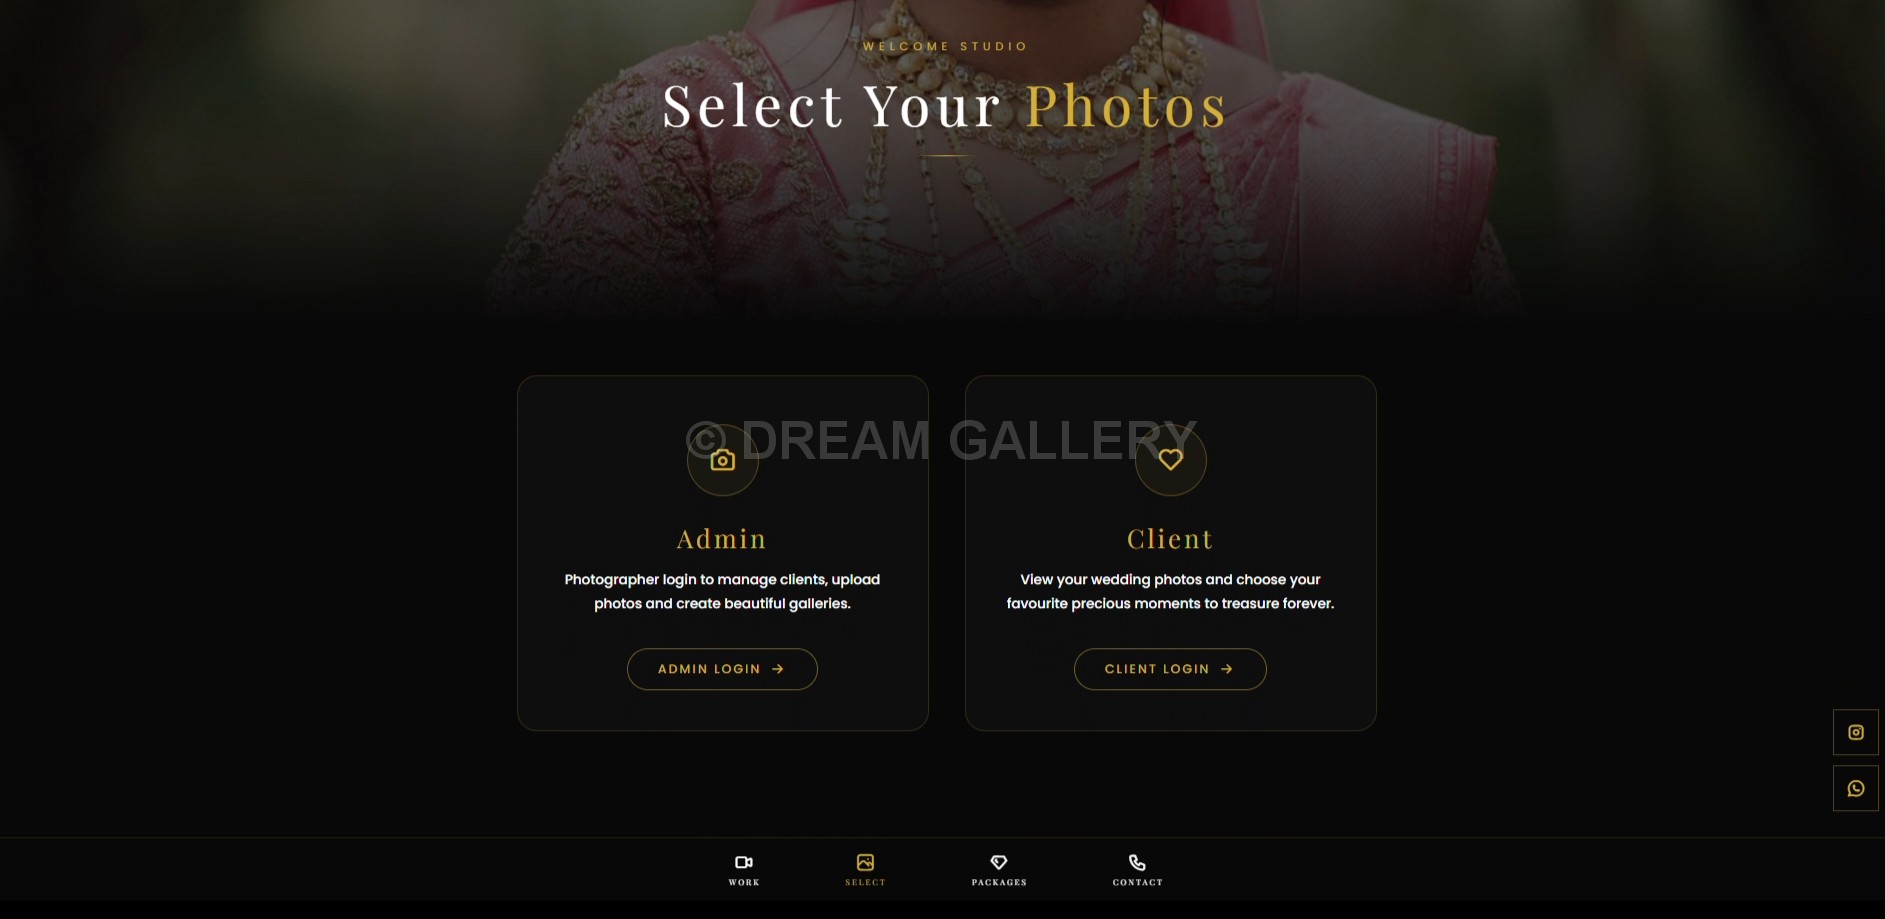 WELCOME STUDIO
Select Your Photos
© DREAM GALLERY
Admin
Photographer login to manage clients, upload
photos and create beautiful galleries.
ADMIN LOGIN →
Client
View your wedding photos and choose your
favourite precious moments to treasure forever.
CLIENT LOGIN →
WORK
SELECT
PACKAGES
CONTACT